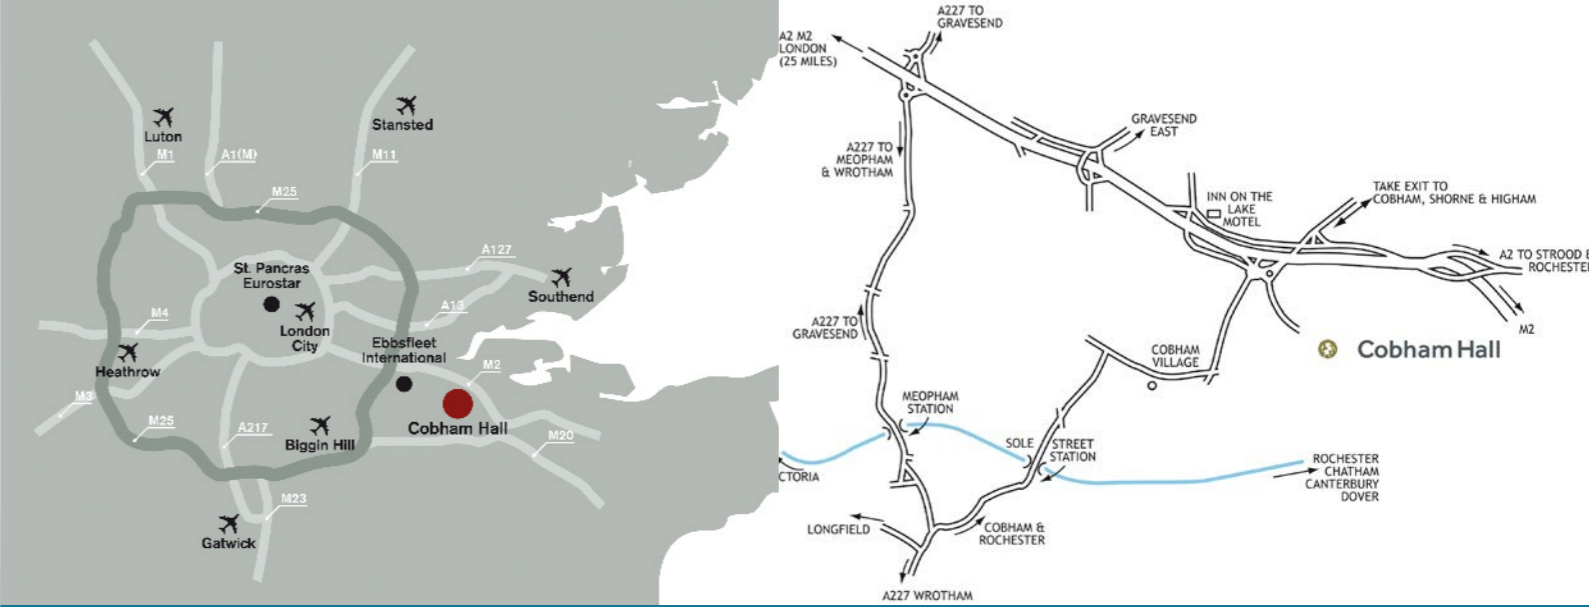 Luton
Stansted
M1
A1(M)
M11
M25
A127
St. Pancras
Eurostar
Southend
London
City
A13
M4
Ebbsfleet
International
Heathrow
M2
M3
Cobham Hall
M25
A217
Biggin Hill
M20
M23
Gatwick
A227 TO
GRAVESEND
A2 M2
LONDON
(25 MILES)
GRAVESEND
EAST
A227 TO
MEOPHAM
& WROTHAM
INN ON THE
LAKE
MOTEL
TAKE EXIT TO
COBHAM, SHORNE & HIGHAM
A2 TO STROOD &
ROCHESTER
M2
A227 TO
GRAVESEND
COBHAM
VILLAGE
Cobham Hall
MEOPHAM
STATION
SOLE STREET
STATION
CTORIA
ROCHESTER
CHATHAM
CANTERBURY
DOVER
LONGFIELD
COBHAM &
ROCHESTER
A227 WROTHAM